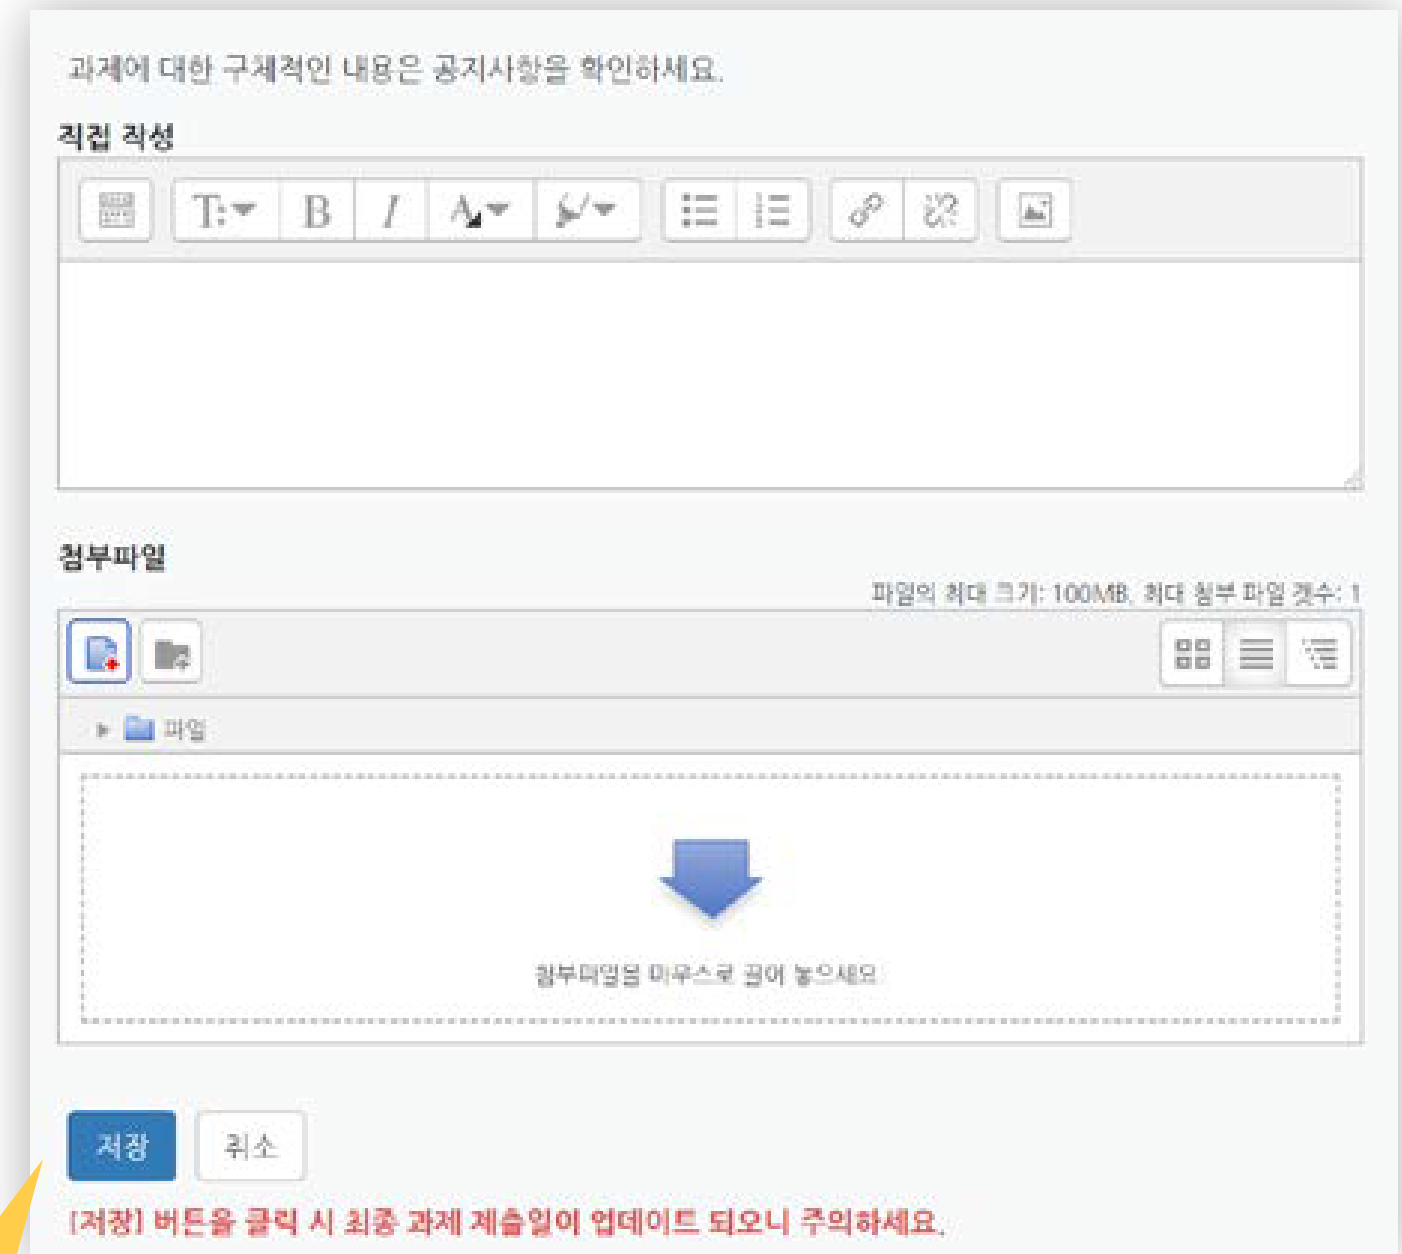 과제에 대한 구체적인 내용은 공지사항을 확인하세요.
직접 작성
첨부파일
파일의 최대 크기: 100MB, 최대 첨부 파일 갯수: 1
파일
첨부파일을 마우스로 끌어 놓으세요
저장 취소
[저장] 버튼을 클릭 시 최종 과제 제출일이 업데이트 되오니 주의하세요.